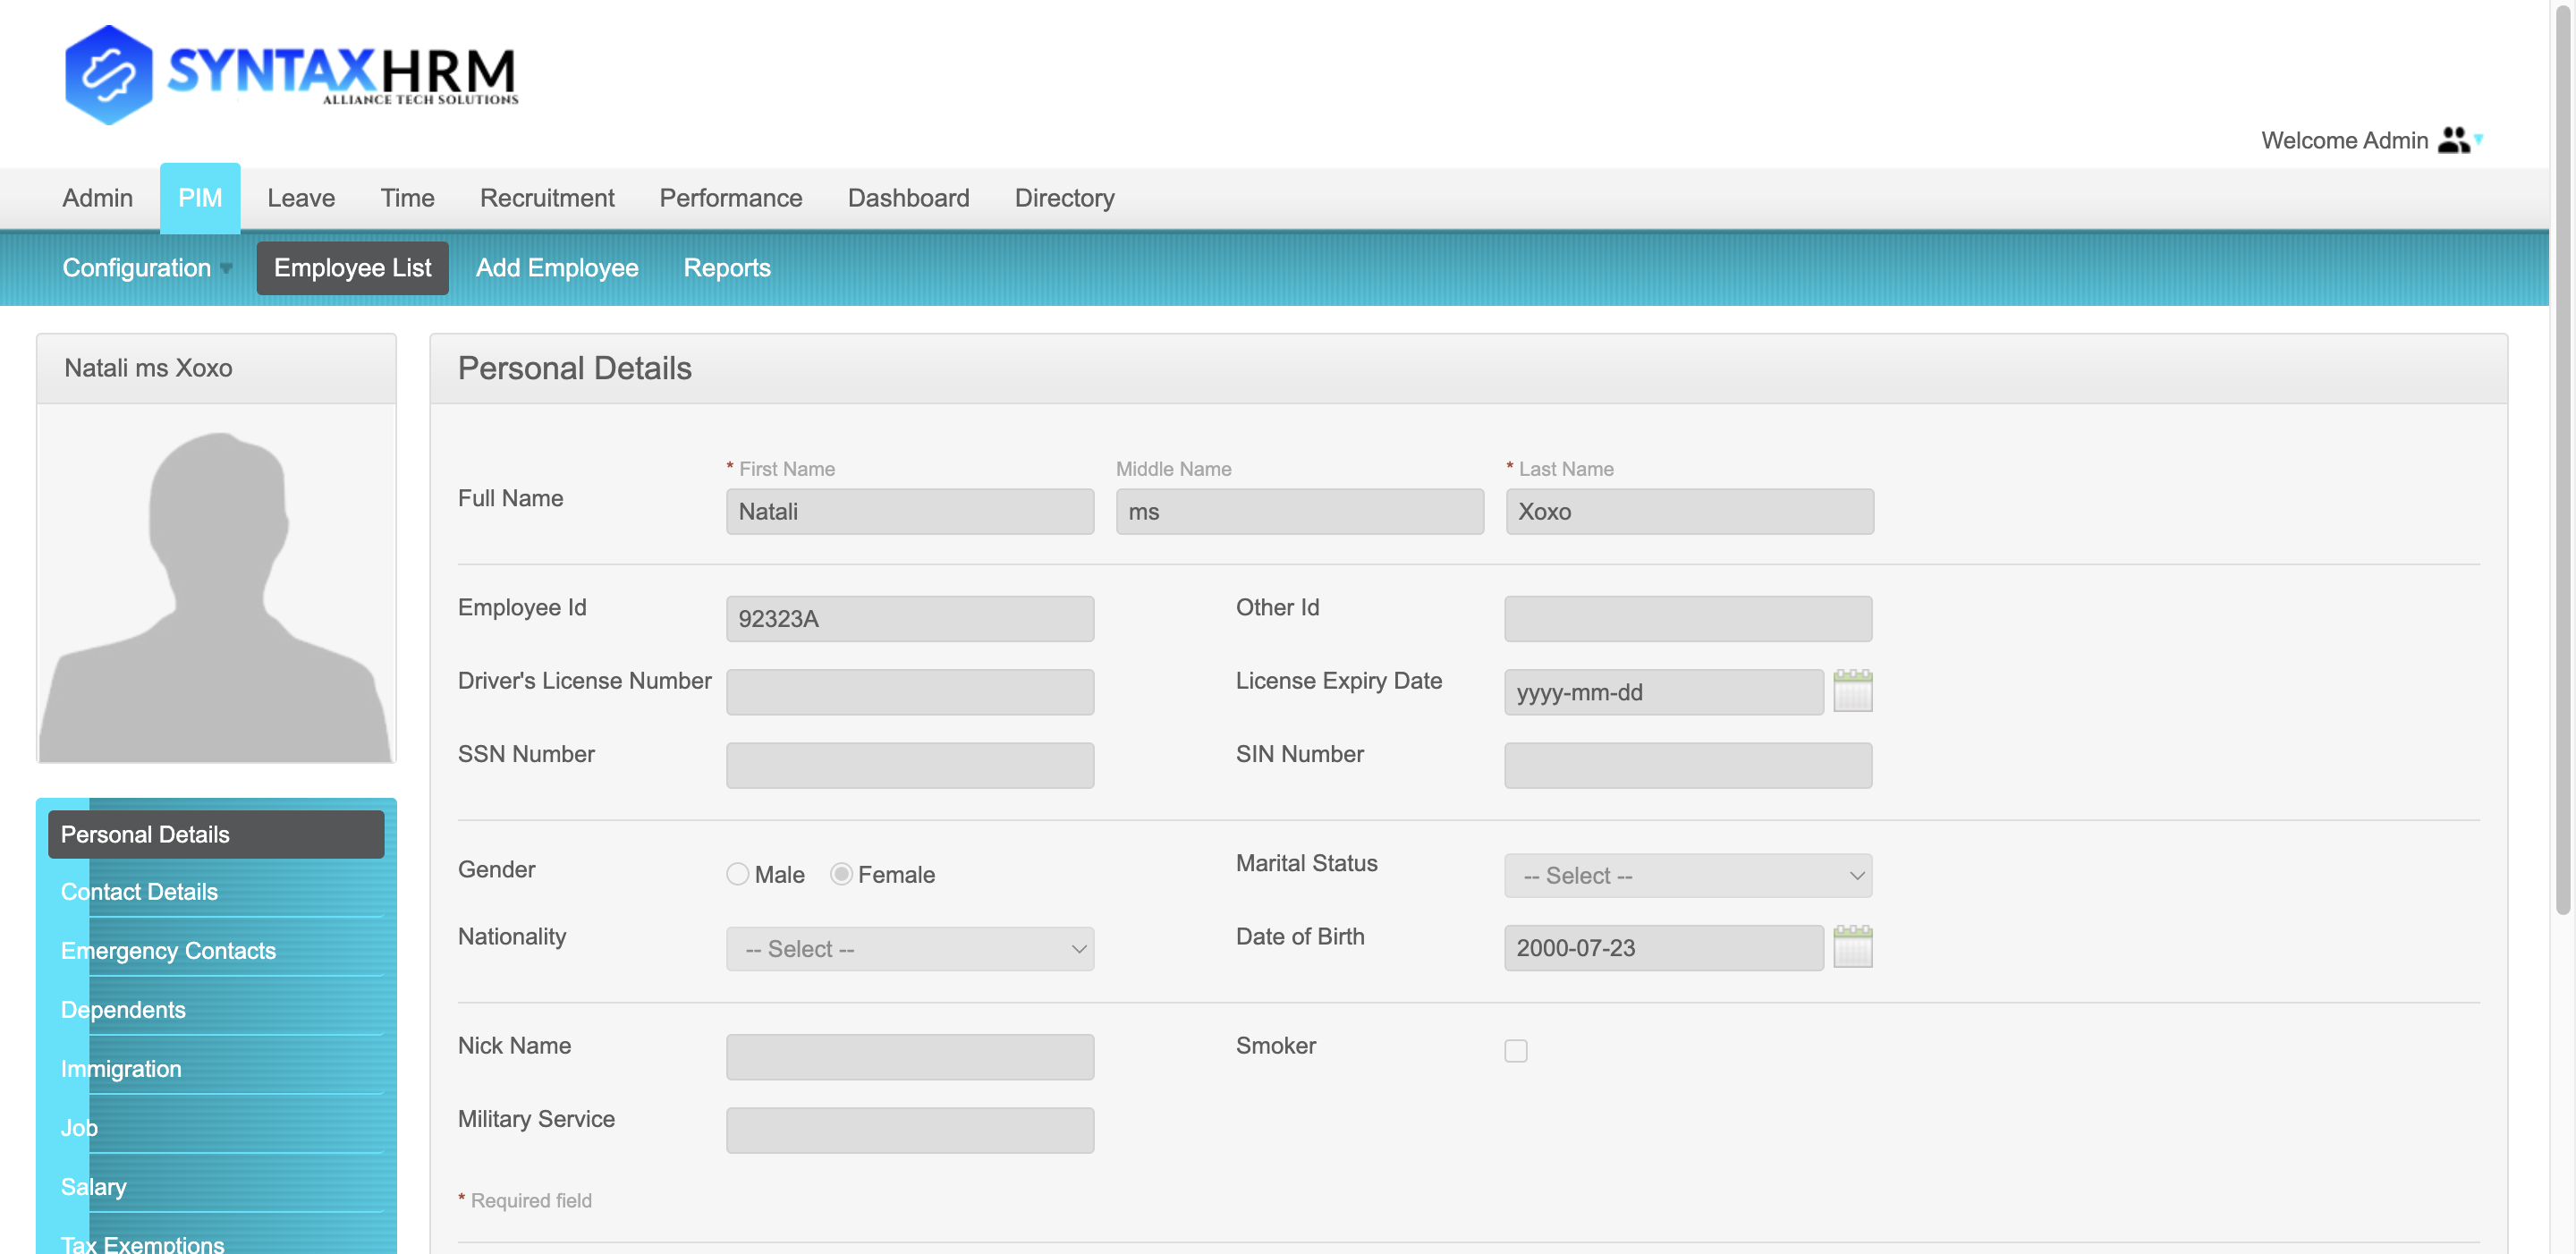 SYNTAXHRM
ALLIANCE TECH SOLUTIONS
Welcome Admin
Admin PIM Leave Time Recruitment Performance Dashboard Directory
Configuration Employee List Add Employee Reports
Natali ms Xoxo
Personal Details
* First Name Middle Name * Last Name
Full Name Natali ms Xoxo
Employee Id 92323A Other Id
Driver's License Number License Expiry Date yyyy-mm-dd
SSN Number SIN Number
Gender Male Female Marital Status -- Select --
Nationality -- Select -- Date of Birth 2000-07-23
Nick Name Smoker
Military Service
* Required field
Personal Details
Contact Details
Emergency Contacts
Dependents
Immigration
Job
Salary
Tax Exemptions